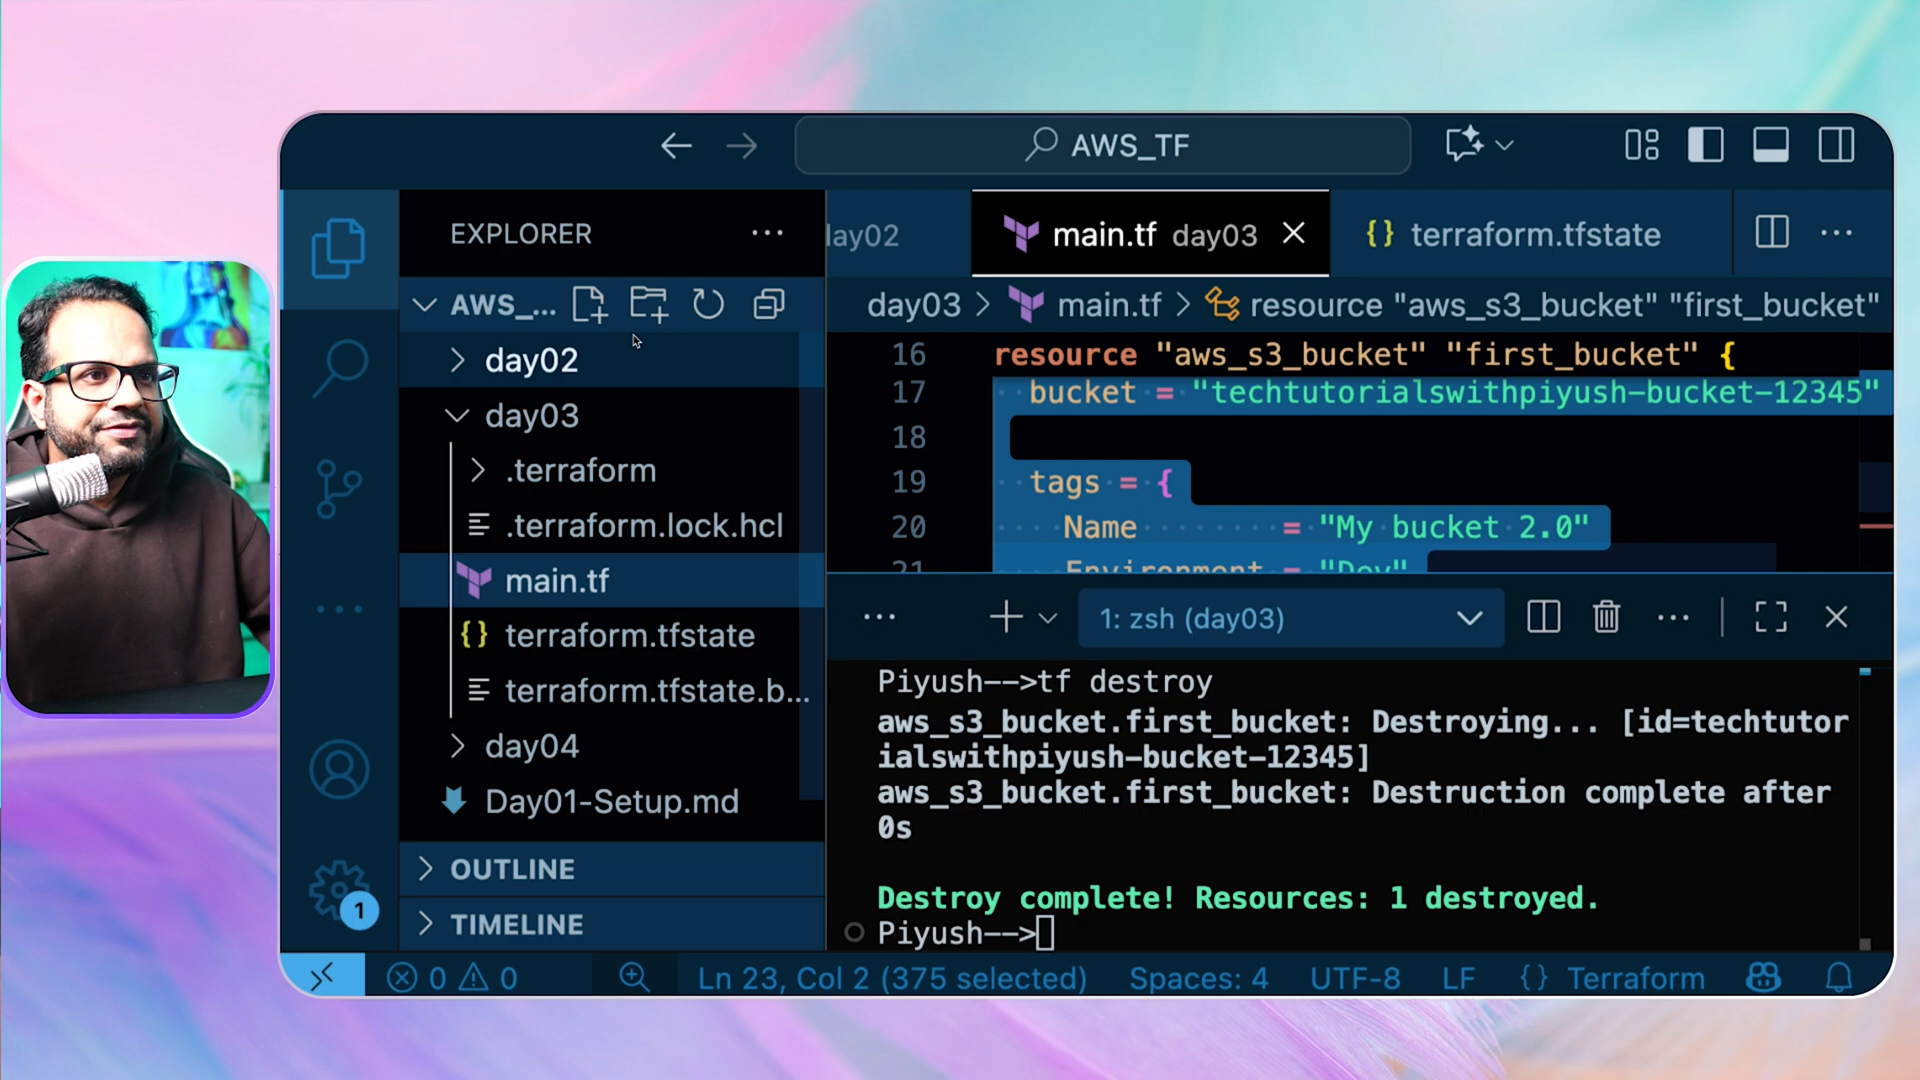 AWS_TF
EXPLORER
AWS_...
day02
day03
.terraform
.terraform.lock.hcl
main.tf
terraform.tfstate
terraform.tfstate.b...
day04
Day01-Setup.md
OUTLINE
TIMELINE
1
main.tf day03
{} terraform.tfstate
day03 > main.tf > resource "aws_s3_bucket" "first_bucket"
16 resource "aws_s3_bucket" "first_bucket" {
17 bucket = "techtutorialswithpiyush-bucket-12345"
18
19 tags = {
20 Name = "My bucket 2.0"
21 Environment = "Dev"
1: zsh (day03)
Piyush-->tf destroy
aws_s3_bucket.first_bucket: Destroying... [id=techtutor
ialswithpiyush-bucket-12345]
aws_s3_bucket.first_bucket: Destruction complete after
0s
Destroy complete! Resources: 1 destroyed.
Piyush-->
0 0 Ln 23, Col 2 (375 selected) Spaces: 4 UTF-8 LF {} Terraform